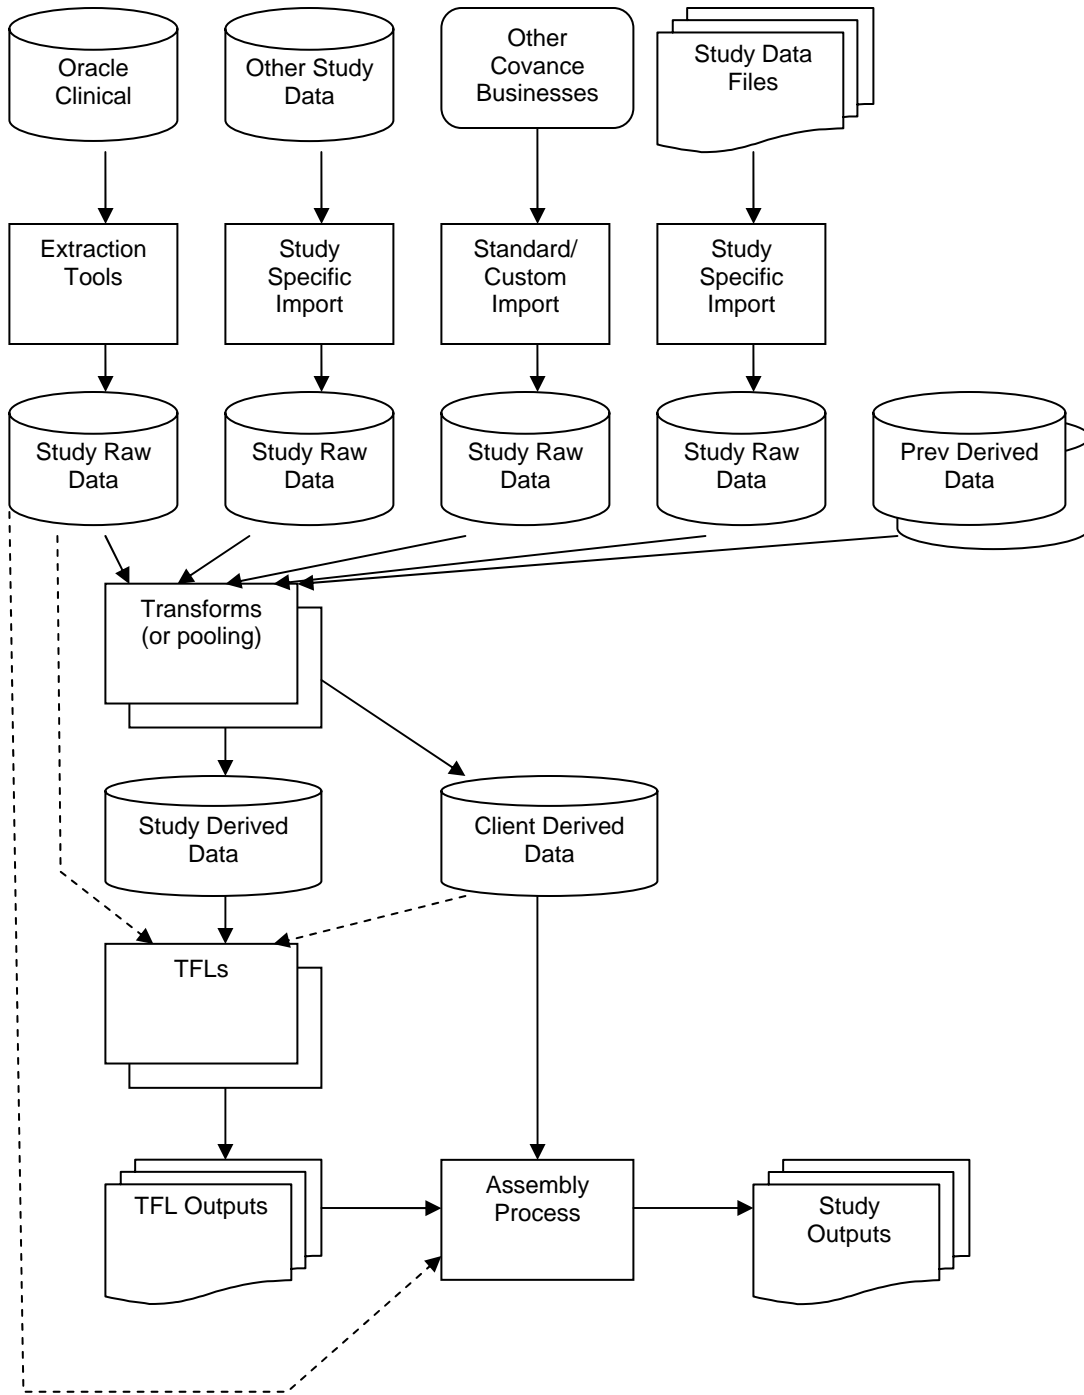 Oracle
Clinical
Other Study
Data
Other
Covance
Businesses
Study Data
Files
Extraction
Tools
Study
Specific
Import
Standard/
Custom
Import
Study
Specific
Import
Study Raw
Data
Study Raw
Data
Study Raw
Data
Study Raw
Data
Prev Derived
Data
Transforms
(or pooling)
Study Derived
Data
Client Derived
Data
TFLs
TFL Outputs
Assembly
Process
Study
Outputs